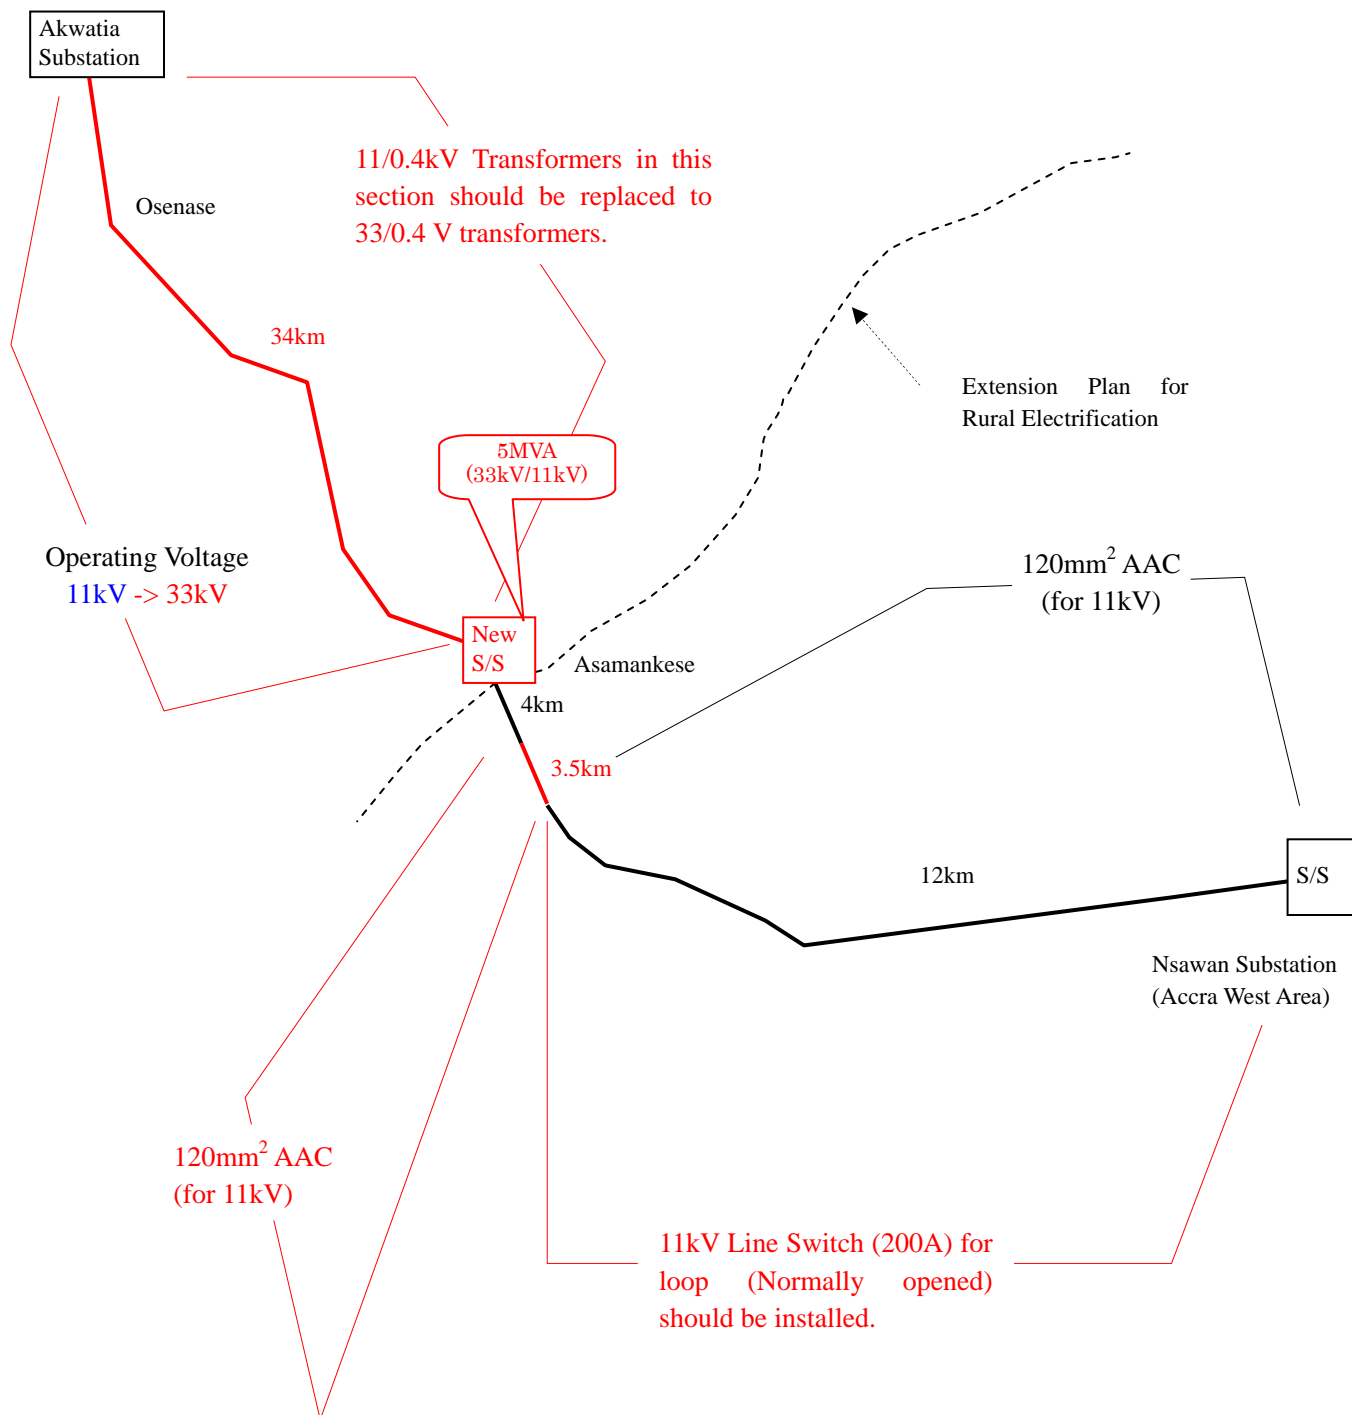 Akwatia
Substation
11/0.4kV Transformers in this
section should be replaced to
33/0.4 V transformers.
Osenase
34km
Extension Plan for
Rural Electrification
5MVA
(33kV/11kV)
Operating Voltage
11kV -> 33kV
120mm² AAC
(for 11kV)
New
S/S
Asamankese
4km
3.5km
12km
S/S
Nsawan Substation
(Accra West Area)
120mm² AAC
(for 11kV)
11kV Line Switch (200A) for
loop (Normally opened)
should be installed.